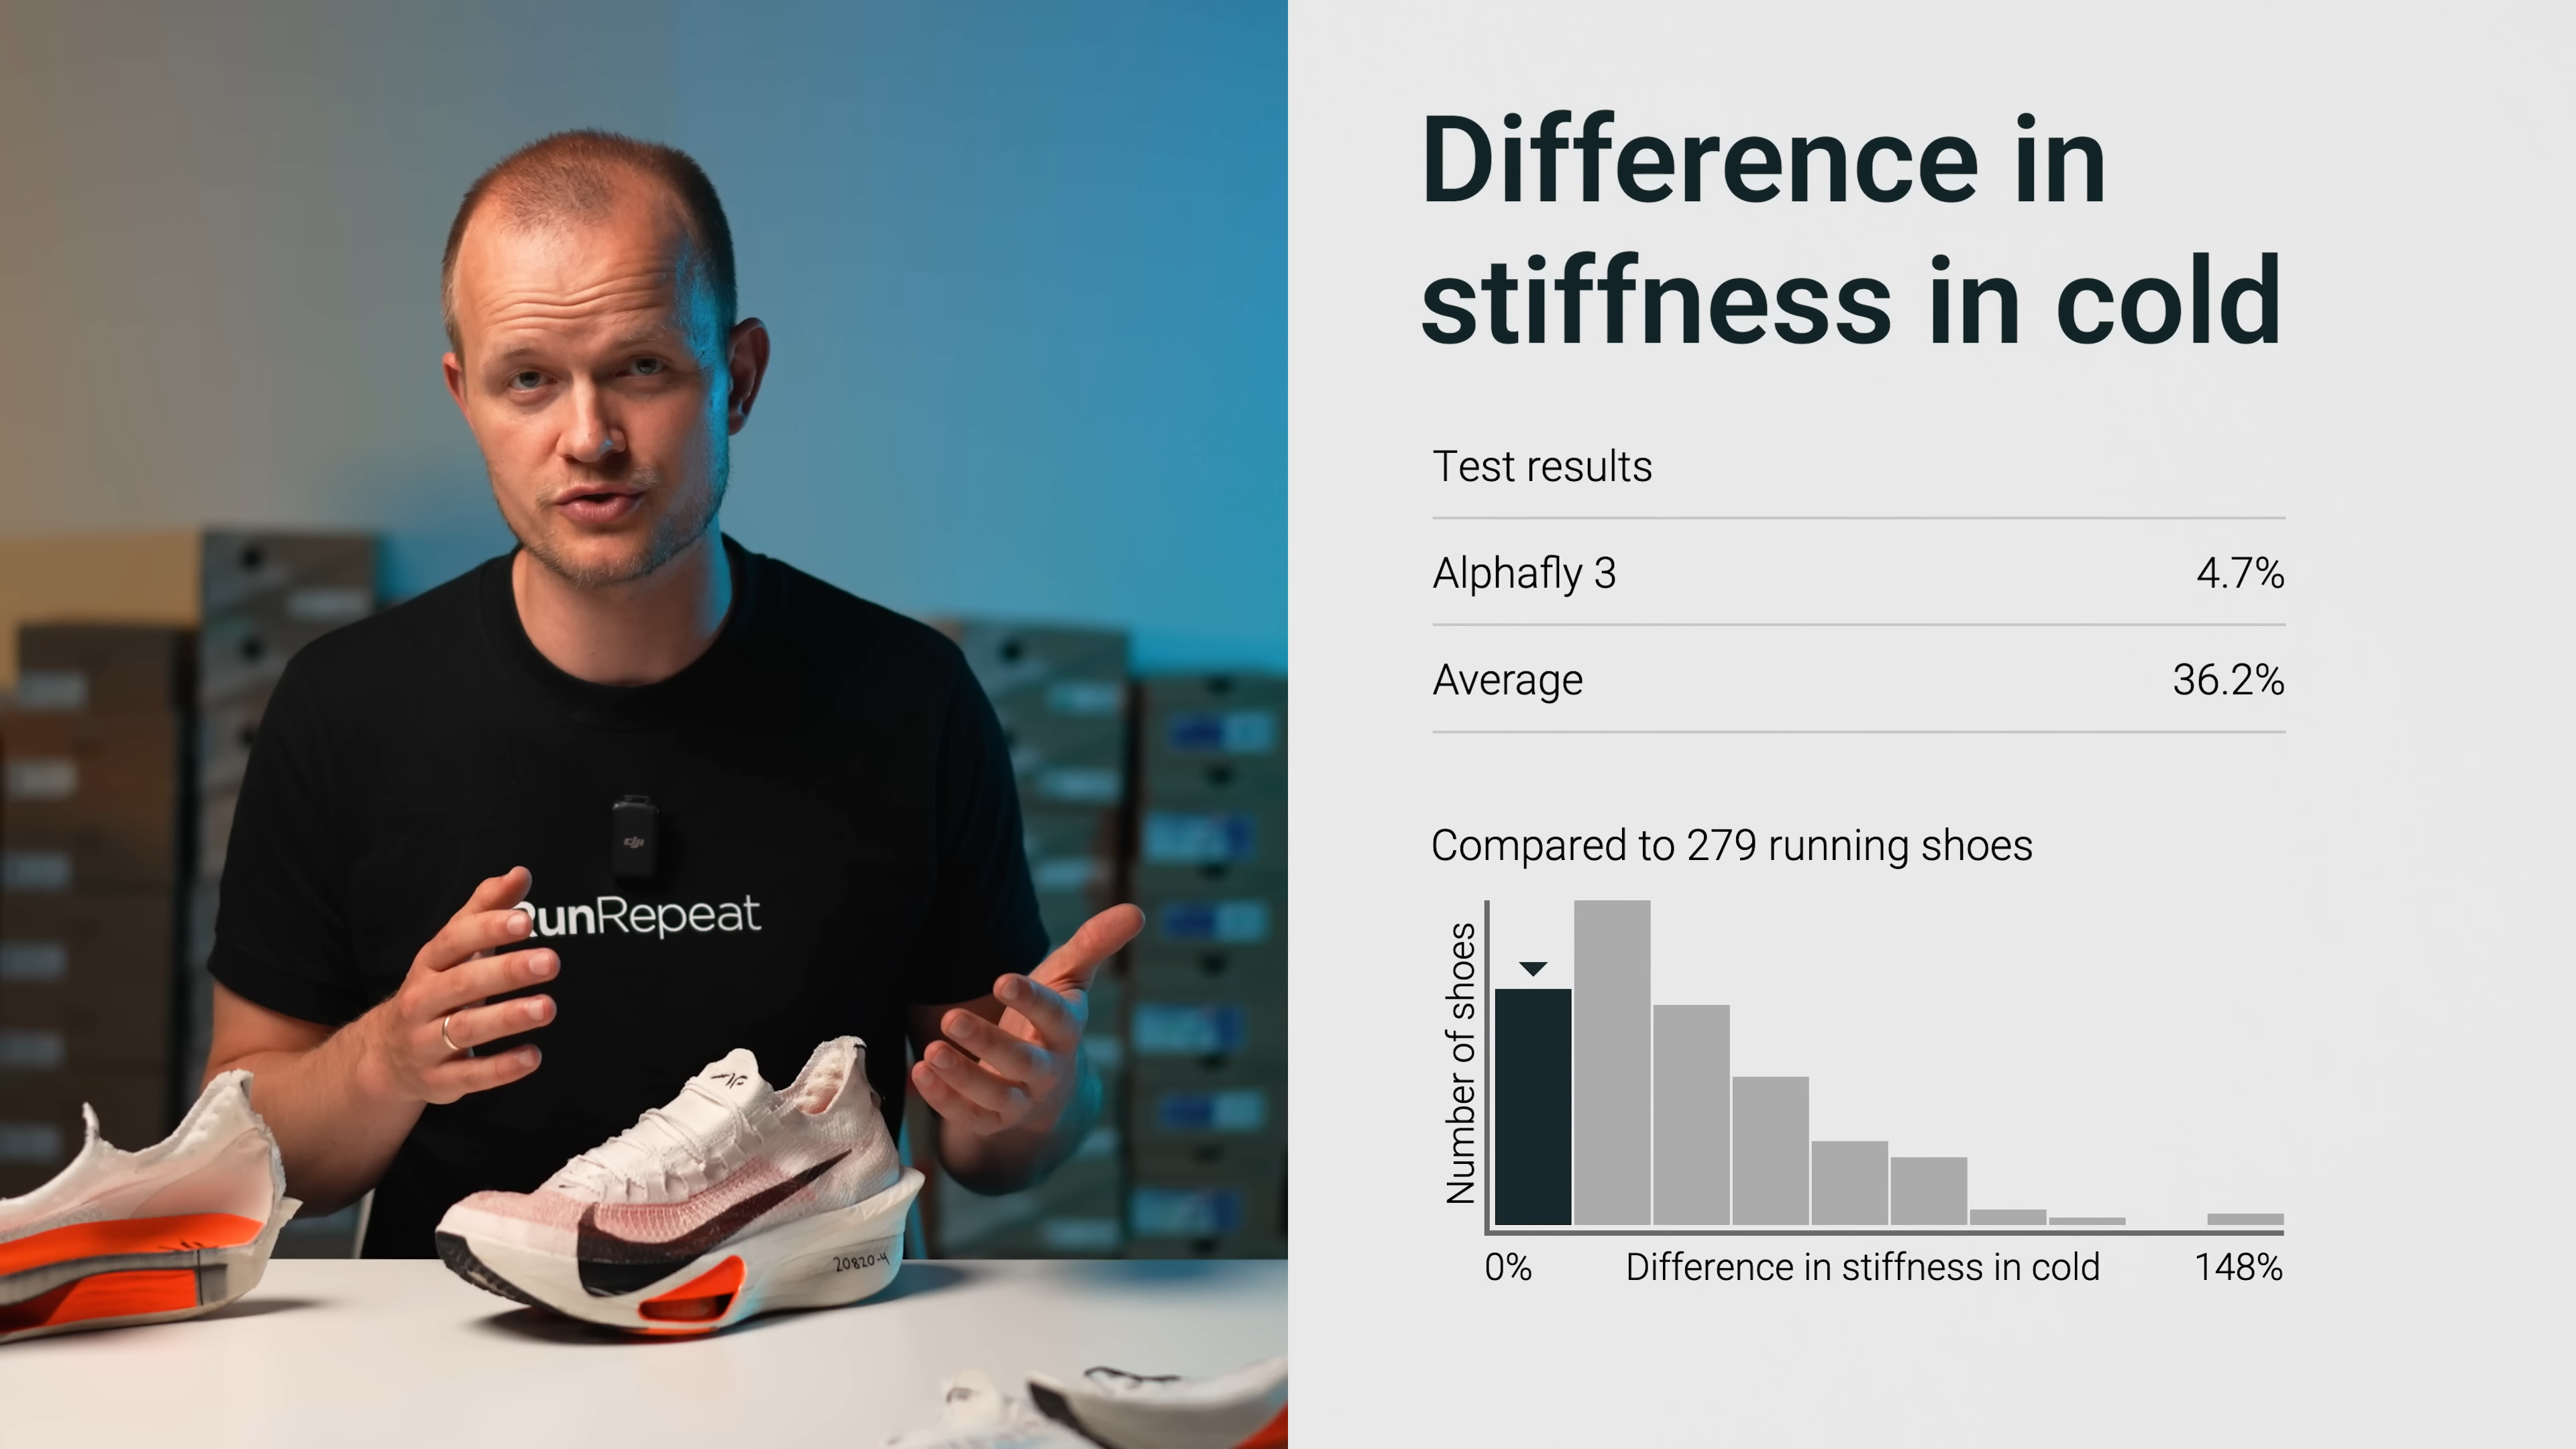 Difference in
stiffness in cold
Test results
Alphafly 3 4.7%
Average 36.2%
Compared to 279 running shoes
Number of shoes
0% Difference in stiffness in cold 148%
dji
RunRepeat
20820-4